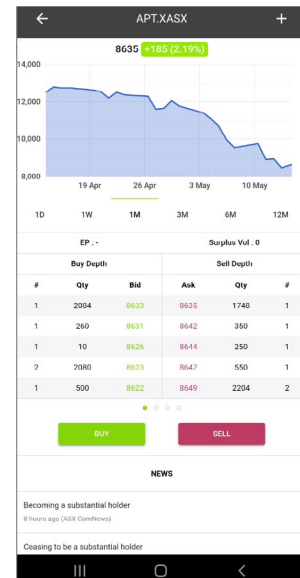 APT.XASX
8635 +185 (2.19%)
14,000
12,000
10,000
8,000
19 Apr 26 Apr 3 May 10 May
1D 1W 1M 3M 6M 12M
EP : - Surplus Vol : 0
Buy Depth Sell Depth
# Qty Bid Ask Qty #
1 2084 8633 8635 1748 1
1 260 8631 8642 350 1
1 10 8626 8644 250 1
2 2080 8623 8647 550 1
1 500 8622 8649 2204 2
BUY SELL
NEWS
Becoming a substantial holder
8 hours ago (ASX ComNews)
Ceasing to be a substantial holder